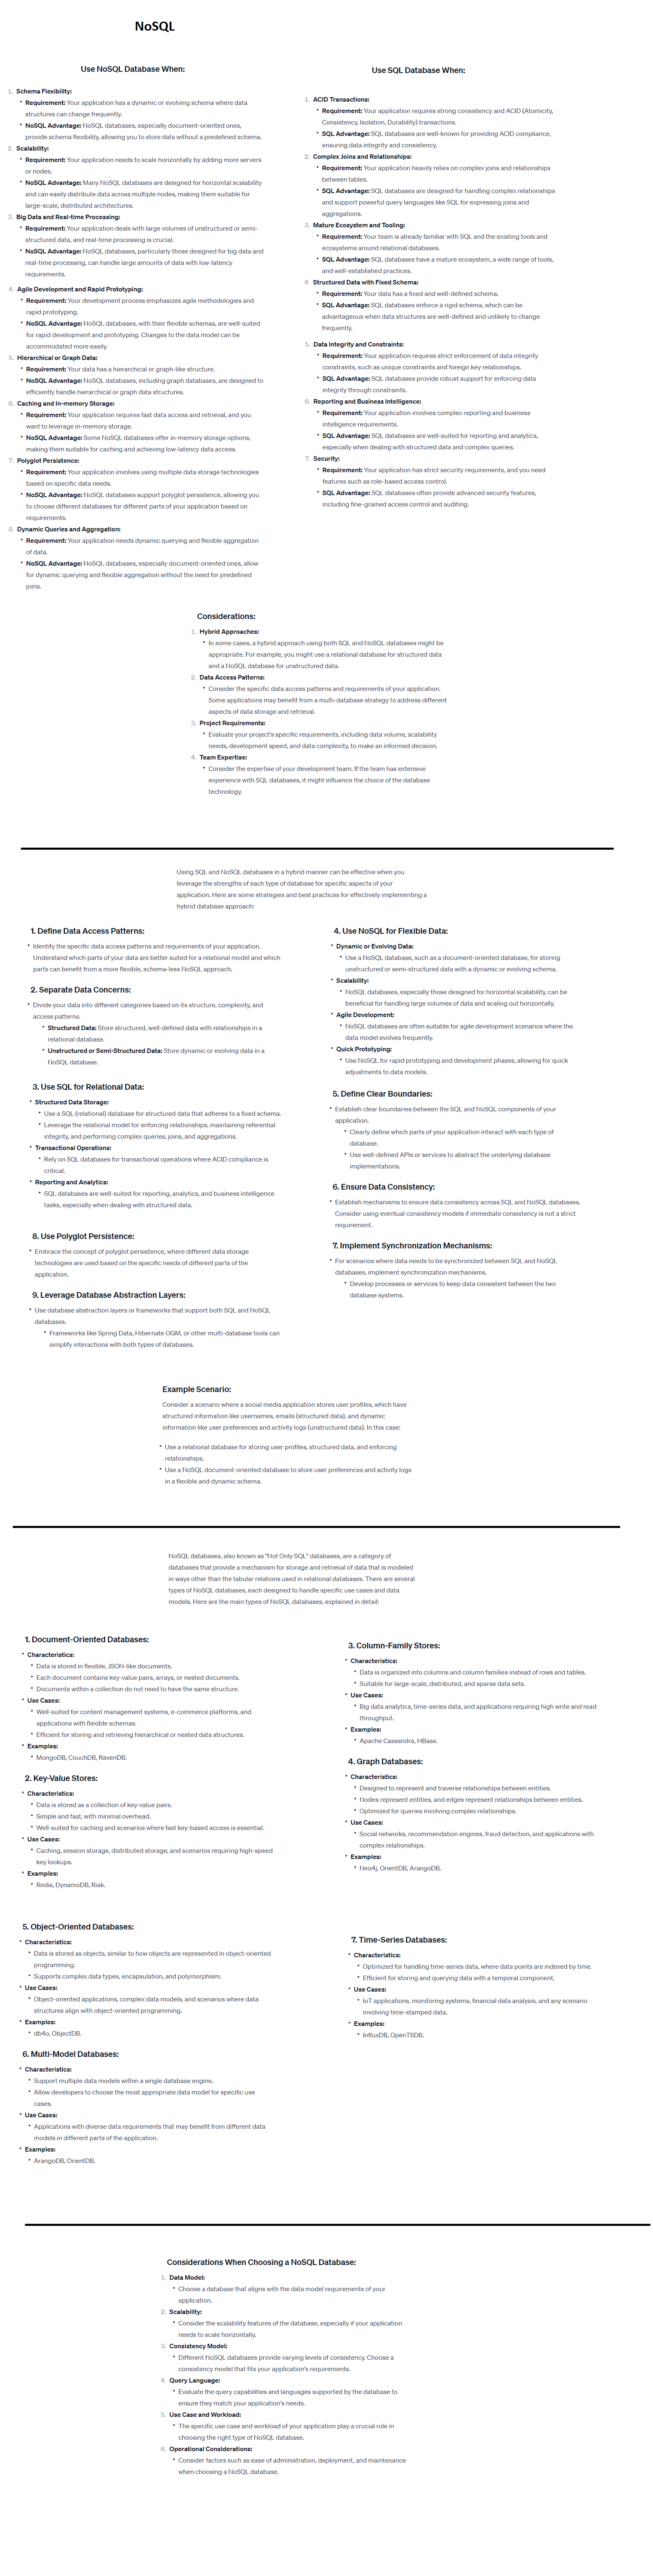 NoSQL
Use NoSQL Database When:
1. Schema Flexibility:
• Requirement: Your application has a dynamic or evolving schema where data
structures can change frequently.
• NoSQL Advantage: NoSQL databases, especially document-oriented ones,
provide schema flexibility, allowing you to store data without a predefined schema.
2. Scalability:
• Requirement: Your application needs to scale horizontally by adding more servers
or nodes.
• NoSQL Advantage: Many NoSQL databases are designed for horizontal scalability
and can easily distribute data across multiple nodes, making them suitable for
large-scale, distributed architectures.
3. Big Data and Real-time Processing:
• Requirement: Your application deals with large volumes of unstructured or semi-
structured data, and real-time processing is crucial.
• NoSQL Advantage: NoSQL databases, particularly those designed for big data and
real-time processing, can handle large amounts of data with low-latency
requirements.
4. Agile Development and Rapid Prototyping:
• Requirement: Your development process emphasizes agile methodologies and
rapid prototyping.
• NoSQL Advantage: NoSQL databases, with their flexible schemas, are well-suited
for rapid development and prototyping. Changes to the data model can be
accommodated more easily.
5. Hierarchical or Graph Data:
• Requirement: Your data has a hierarchical or graph-like structure.
• NoSQL Advantage: NoSQL databases, including graph databases, are designed to
efficiently handle hierarchical or graph data structures.
6. Caching and In-memory Storage:
• Requirement: Your application requires fast data access and retrieval, and you
want to leverage in-memory storage.
• NoSQL Advantage: Some NoSQL databases offer in-memory storage options,
making them suitable for caching and achieving low-latency data access.
7. Polyglot Persistence:
• Requirement: Your application involves using multiple data storage technologies
based on specific data needs.
• NoSQL Advantage: NoSQL databases support polyglot persistence, allowing you
to choose different databases for different parts of your application based on
requirements.
8. Dynamic Queries and Aggregation:
• Requirement: Your application needs dynamic querying and flexible aggregation
of data.
• NoSQL Advantage: NoSQL databases, especially document-oriented ones, allow
for dynamic querying and flexible aggregation without the need for predefined
joins.
Use SQL Database When:
1. ACID Transactions:
• Requirement: Your application requires strong consistency and ACID (Atomicity,
Consistency, Isolation, Durability) transactions.
• SQL Advantage: SQL databases are well-known for providing ACID compliance,
ensuring data integrity and consistency.
2. Complex Joins and Relationships:
• Requirement: Your application heavily relies on complex joins and relationships
between tables.
• SQL Advantage: SQL databases are designed for handling complex relationships
and support powerful query languages like SQL for expressing joins and
aggregations.
3. Mature Ecosystem and Tooling:
• Requirement: Your team is already familiar with SQL and the existing tools and
ecosystems around relational databases.
• SQL Advantage: SQL databases have a mature ecosystem, a wide range of tools,
and well-established practices.
4. Structured Data with Fixed Schema:
• Requirement: Your data has a fixed and well-defined schema.
• SQL Advantage: SQL databases enforce a rigid schema, which can be
advantageous when data structures are well-defined and unlikely to change
frequently.
5. Data Integrity and Constraints:
• Requirement: Your application requires strict enforcement of data integrity
constraints, such as unique constraints and foreign key relationships.
• SQL Advantage: SQL databases provide robust support for enforcing data
integrity through constraints.
6. Reporting and Business Intelligence:
• Requirement: Your application involves complex reporting and business
intelligence requirements.
• SQL Advantage: SQL databases are well-suited for reporting and analytics,
especially when dealing with structured data and complex queries.
7. Security:
• Requirement: Your application has strict security requirements, and you need
features such as role-based access control.
• SQL Advantage: SQL databases often provide advanced security features,
including fine-grained access control and auditing.
Considerations:
1. Hybrid Approaches:
• In some cases, a hybrid approach using both SQL and NoSQL databases might be
appropriate. For example, you might use a relational database for structured data
and a NoSQL database for unstructured data.
2. Data Access Patterns:
• Consider the specific data access patterns and requirements of your application.
Some applications may benefit from a multi-database strategy to address different
aspects of data storage and retrieval.
3. Project Requirements:
• Evaluate your project's specific requirements, including data volume, scalability
needs, development speed, and data complexity, to make an informed decision.
4. Team Expertise:
• Consider the expertise of your development team. If the team has extensive
experience with SQL databases, it might influence the choice of the database
technology.
Using SQL and NoSQL databases in a hybrid manner can be effective when you
leverage the strengths of each type of database for specific aspects of your
application. Here are some strategies and best practices for effectively implementing a
hybrid database approach:
1. Define Data Access Patterns:
• Identify the specific data access patterns and requirements of your application.
Understand which parts of your data are better suited for a relational model and which
parts can benefit from a more flexible, schema-less NoSQL approach.
2. Separate Data Concerns:
• Divide your data into different categories based on its structure, complexity, and
access patterns.
• Structured Data: Store structured, well-defined data with relationships in a
relational database.
• Unstructured or Semi-Structured Data: Store dynamic or evolving data in a
NoSQL database.
3. Use SQL for Relational Data:
• Structured Data Storage:
• Use a SQL (relational) database for structured data that adheres to a fixed schema.
• Leverage the relational model for enforcing relationships, maintaining referential
integrity, and performing complex queries, joins, and aggregations.
• Transactional Operations:
• Rely on SQL databases for transactional operations where ACID compliance is
critical.
• Reporting and Analytics:
• SQL databases are well-suited for reporting, analytics, and business intelligence
tasks, especially when dealing with structured data.
4. Use NoSQL for Flexible Data:
• Dynamic or Evolving Data:
• Use a NoSQL database, such as a document-oriented database, for storing
unstructured or semi-structured data with a dynamic or evolving schema.
• Scalability:
• NoSQL databases, especially those designed for horizontal scalability, can be
beneficial for handling large volumes of data and scaling out horizontally.
• Agile Development:
• NoSQL databases are often suitable for agile development scenarios where the
data model evolves frequently.
• Quick Prototyping:
• Use NoSQL for rapid prototyping and development phases, allowing for quick
adjustments to data models.
5. Define Clear Boundaries:
• Establish clear boundaries between the SQL and NoSQL components of your
application.
• Clearly define which parts of your application interact with each type of
database.
• Use well-defined APIs or services to abstract the underlying database
implementations.
6. Ensure Data Consistency:
• Establish mechanisms to ensure data consistency across SQL and NoSQL databases.
Consider using eventual consistency models if immediate consistency is not a strict
requirement.
7. Implement Synchronization Mechanisms:
• For scenarios where data needs to be synchronized between SQL and NoSQL
databases, implement synchronization mechanisms.
• Develop processes or services to keep data consistent between the two
database systems.
8. Use Polyglot Persistence:
• Embrace the concept of polyglot persistence, where different data storage
technologies are used based on the specific needs of different parts of the
application.
9. Leverage Database Abstraction Layers:
• Use database abstraction layers or frameworks that support both SQL and NoSQL
databases.
• Frameworks like Spring Data, Hibernate OGM, or other multi-database tools can
simplify interactions with both types of databases.
Example Scenario:
Consider a scenario where a social media application stores user profiles, which have
structured information like usernames, emails (structured data), and dynamic
information like user preferences and activity logs (unstructured data). In this case:
• Use a relational database for storing user profiles, structured data, and enforcing
relationships.
• Use a NoSQL document-oriented database to store user preferences and activity logs
in a flexible and dynamic schema.
NoSQL databases, also known as "Not Only SQL" databases, are a category of
databases that provide a mechanism for storage and retrieval of data that is modeled
in ways other than the tabular relations used in relational databases. There are several
types of NoSQL databases, each designed to handle specific use cases and data
models. Here are the main types of NoSQL databases, explained in detail:
1. Document-Oriented Databases:
• Characteristics:
• Data is stored in flexible, JSON-like documents.
• Each document contains key-value pairs, arrays, or nested documents.
• Documents within a collection do not need to have the same structure.
• Use Cases:
• Well-suited for content management systems, e-commerce platforms, and
applications with flexible schemas.
• Efficient for storing and retrieving hierarchical or nested data structures.
• Examples:
• MongoDB, CouchDB, RavenDB.
2. Key-Value Stores:
• Characteristics:
• Data is stored as a collection of key-value pairs.
• Simple and fast, with minimal overhead.
• Well-suited for caching and scenarios where fast key-based access is essential.
• Use Cases:
• Caching, session storage, distributed storage, and scenarios requiring high-speed
key lookups.
• Examples:
• Redis, DynamoDB, Riak.
3. Column-Family Stores:
• Characteristics:
• Data is organized into columns and column families instead of rows and tables.
• Suitable for large-scale, distributed, and sparse data sets.
• Use Cases:
• Big data analytics, time-series data, and applications requiring high write and read
throughput.
• Examples:
• Apache Cassandra, HBase.
4. Graph Databases:
• Characteristics:
• Designed to represent and traverse relationships between entities.
• Nodes represent entities, and edges represent relationships between entities.
• Optimized for queries involving complex relationships.
• Use Cases:
• Social networks, recommendation engines, fraud detection, and applications with
complex relationships.
• Examples:
• Neo4j, OrientDB, ArangoDB.
5. Object-Oriented Databases:
• Characteristics:
• Data is stored as objects, similar to how objects are represented in object-oriented
programming.
• Supports complex data types, encapsulation, and polymorphism.
• Use Cases:
• Object-oriented applications, complex data models, and scenarios where data
structures align with object-oriented programming.
• Examples:
• db4o, ObjectDB.
6. Multi-Model Databases:
• Characteristics:
• Support multiple data models within a single database engine.
• Allow developers to choose the most appropriate data model for specific use
cases.
• Use Cases:
• Applications with diverse data requirements that may benefit from different data
models in different parts of the application.
• Examples:
• ArangoDB, OrientDB.
7. Time-Series Databases:
• Characteristics:
• Optimized for handling time-series data, where data points are indexed by time.
• Efficient for storing and querying data with a temporal component.
• Use Cases:
• IoT applications, monitoring systems, financial data analysis, and any scenario
involving time-stamped data.
• Examples:
• InfluxDB, OpenTSDB.
Considerations When Choosing a NoSQL Database:
1. Data Model:
• Choose a database that aligns with the data model requirements of your
application.
2. Scalability:
• Consider the scalability features of the database, especially if your application
needs to scale horizontally.
3. Consistency Model:
• Different NoSQL databases provide varying levels of consistency. Choose a
consistency model that fits your application's requirements.
4. Query Language:
• Evaluate the query capabilities and languages supported by the database to
ensure they match your application's needs.
5. Use Case and Workload:
• The specific use case and workload of your application play a crucial role in
choosing the right type of NoSQL database.
6. Operational Considerations:
• Consider factors such as ease of administration, deployment, and maintenance
when choosing a NoSQL database.